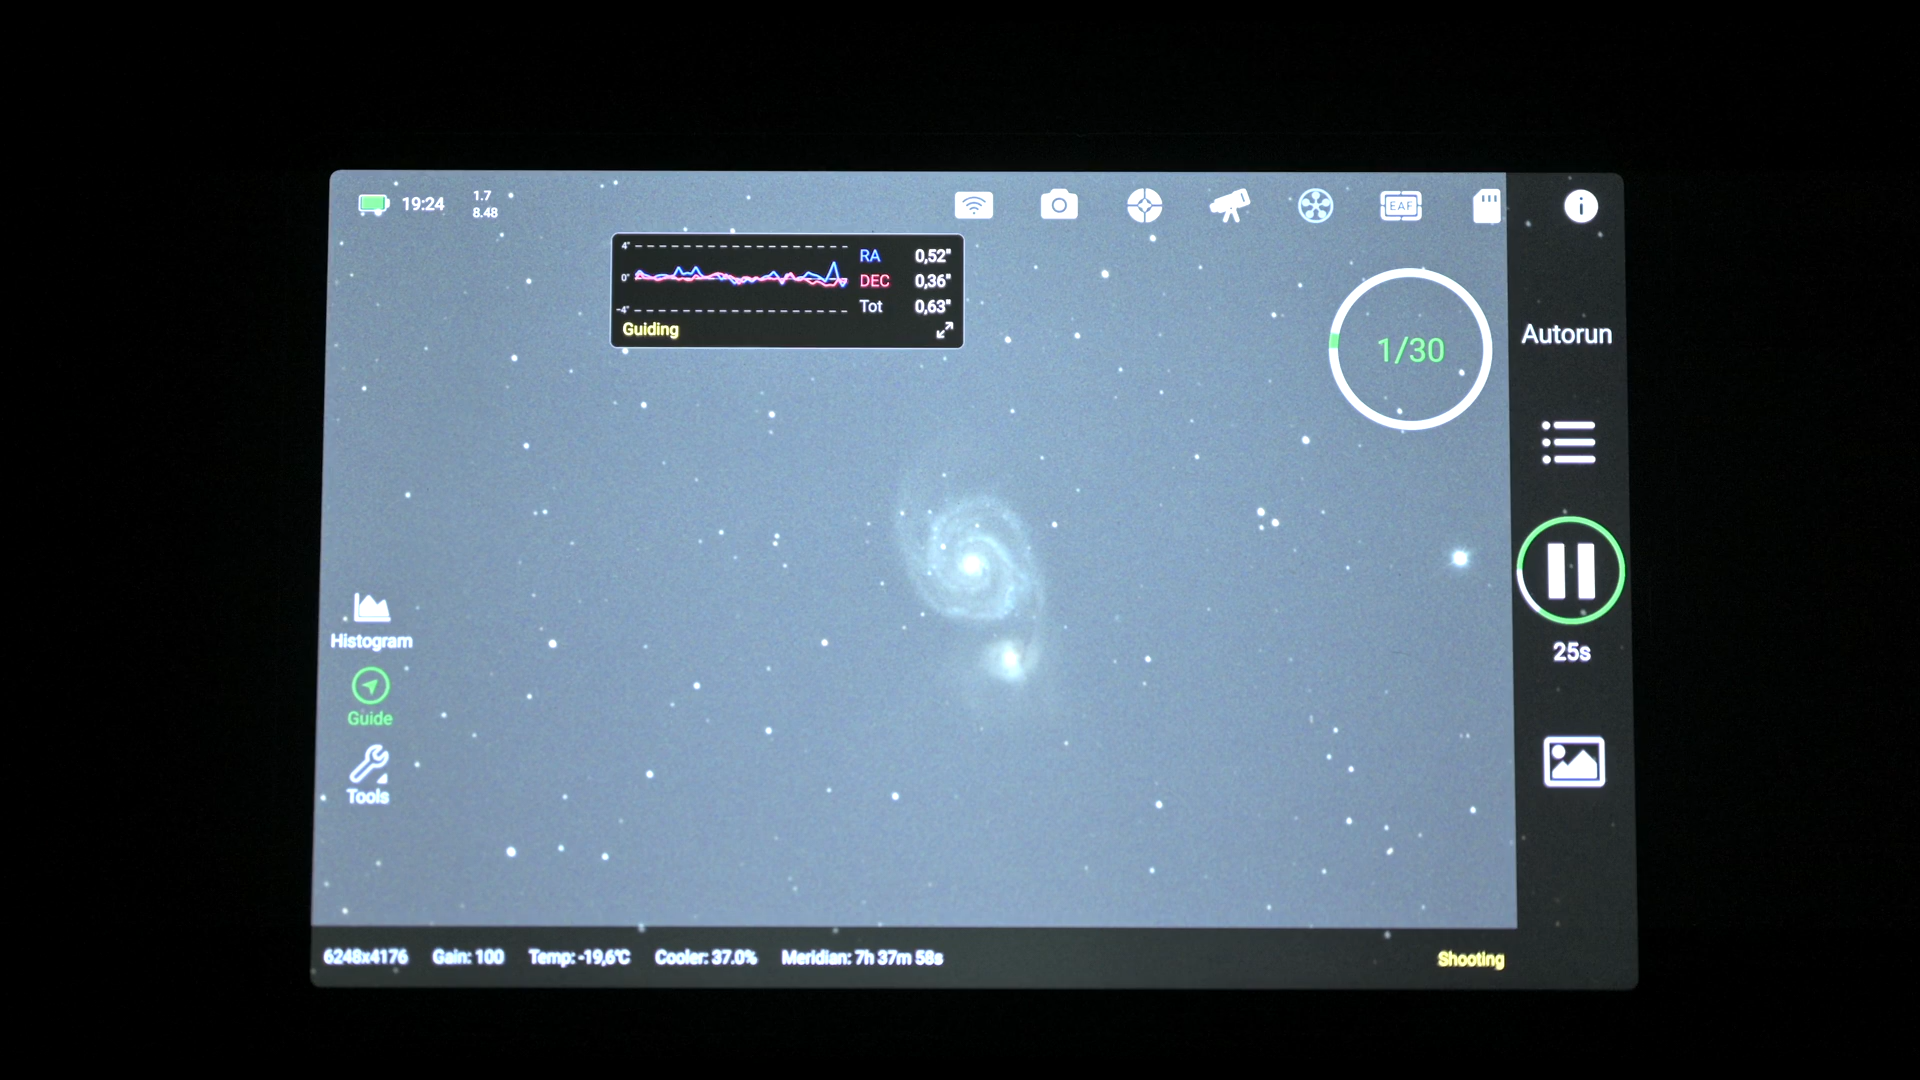 19:24
1.7
8.48
EAF
i
4"
0"
-4"
RA 0,52"
DEC 0,36"
Tot 0,63"
Guiding
1/30
Autorun
25s
Histogram
Guide
Tools
6248x4176 Gain: 100 Temp: -19,6℃ Cooler: 37.0% Meridian: 7h 37m 58s
Shooting